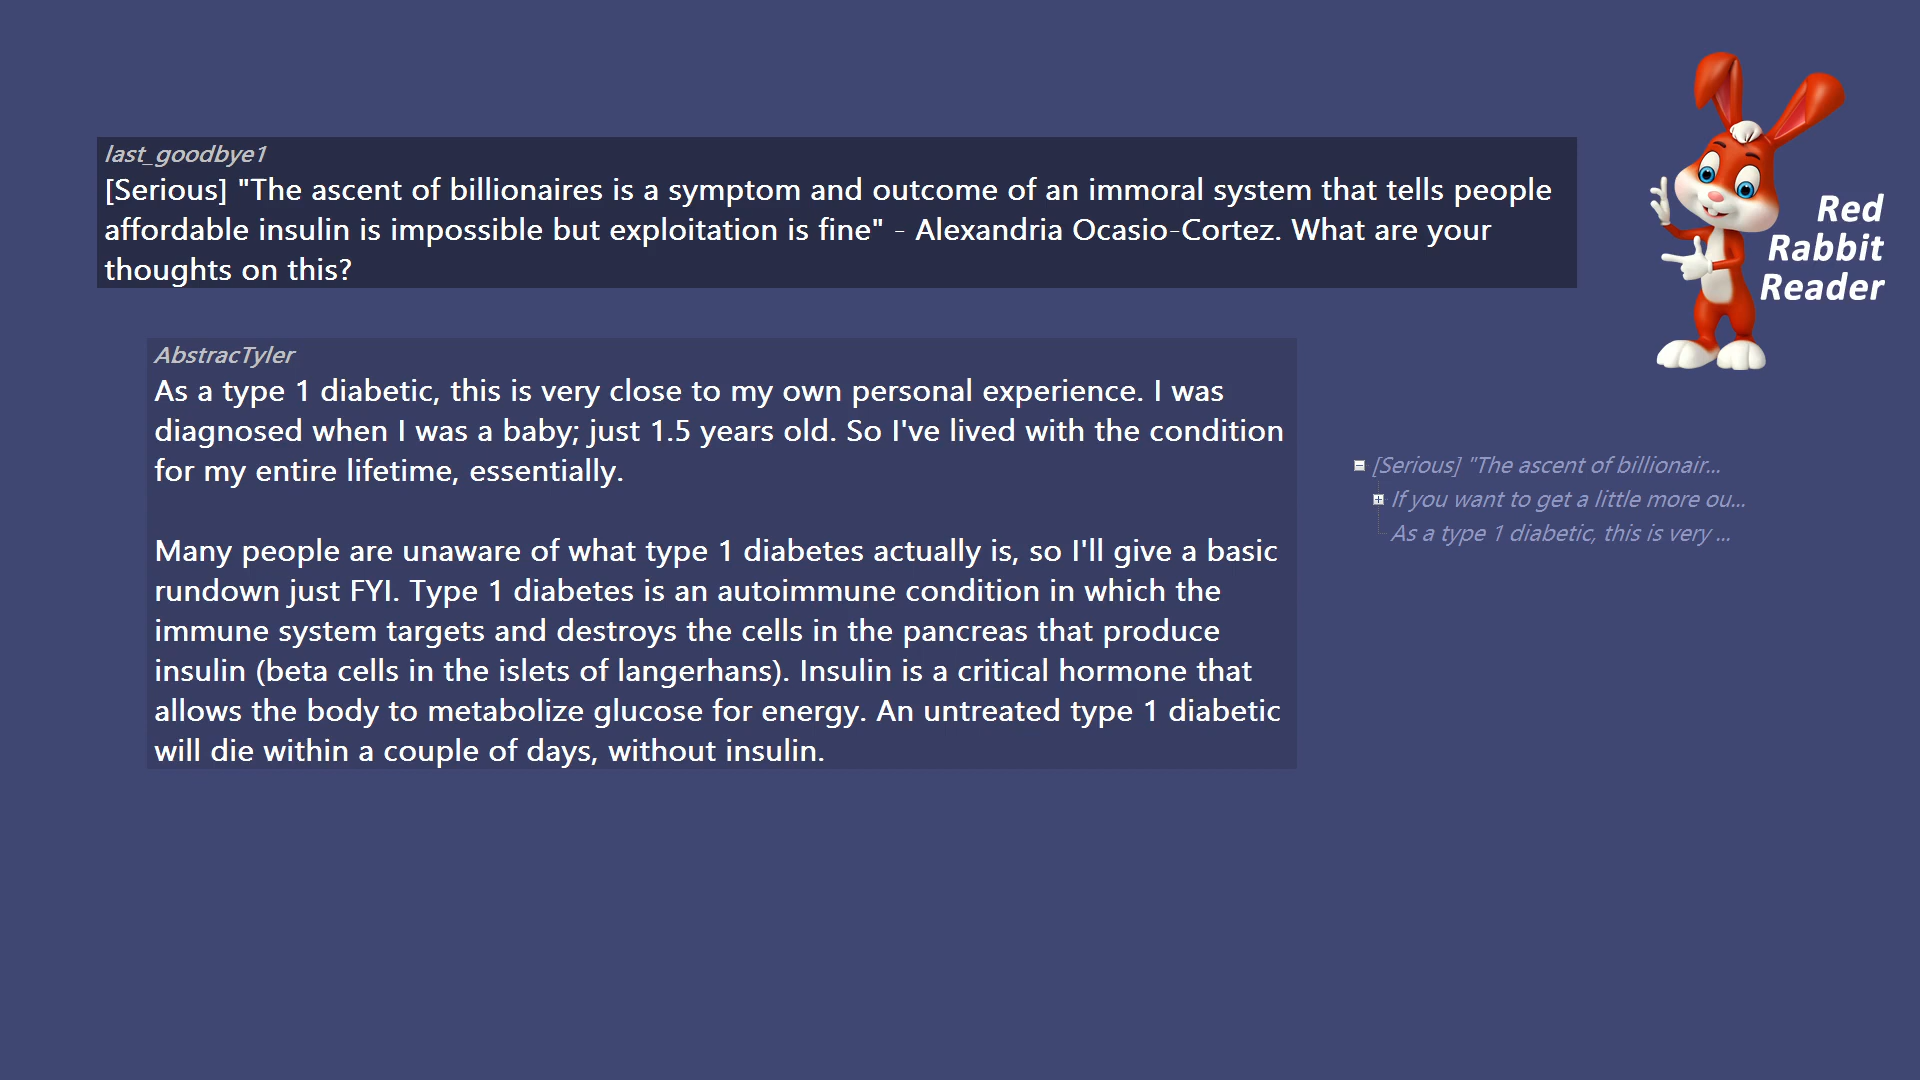 last_goodbye1
[Serious] "The ascent of billionaires is a symptom and outcome of an immoral system that tells people
affordable insulin is impossible but exploitation is fine" - Alexandria Ocasio-Cortez. What are your
thoughts on this?
Red
Rabbit
Reader
AbstracTyler
As a type 1 diabetic, this is very close to my own personal experience. I was
diagnosed when I was a baby; just 1.5 years old. So I've lived with the condition
for my entire lifetime, essentially.
Many people are unaware of what type 1 diabetes actually is, so I'll give a basic
rundown just FYI. Type 1 diabetes is an autoimmune condition in which the
immune system targets and destroys the cells in the pancreas that produce
insulin (beta cells in the islets of langerhans). Insulin is a critical hormone that
allows the body to metabolize glucose for energy. An untreated type 1 diabetic
will die within a couple of days, without insulin.
[Serious] "The ascent of billionair...
If you want to get a little more ou...
As a type 1 diabetic, this is very ...